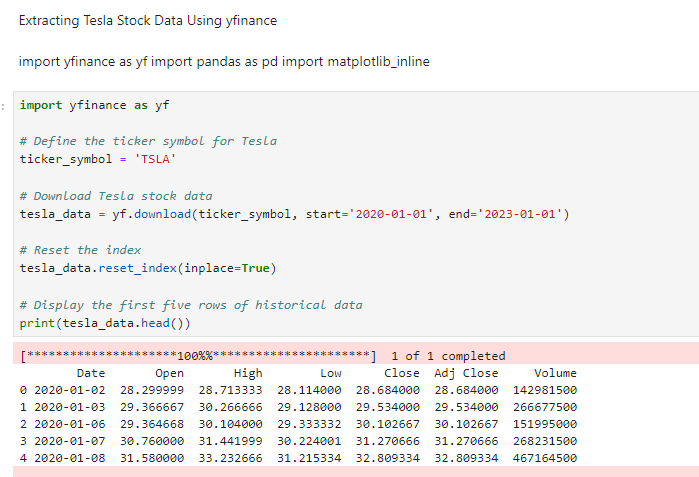 Extracting Tesla Stock Data Using yfinance
import yfinance as yf import pandas as pd import matplotlib_inline
:
import yfinance as yf
# Define the ticker symbol for Tesla
ticker_symbol = 'TSLA'
# Download Tesla stock data
tesla_data = yf.download(ticker_symbol, start='2020-01-01', end='2023-01-01')
# Reset the index
tesla_data.reset_index(inplace=True)
# Display the first five rows of historical data
print(tesla_data.head())
[*********************100%%**********************]  1 of 1 completed
Date Open High Low Close Adj Close Volume
0 2020-01-02 28.299999 28.713333 28.114000 28.684000 28.684000 142981500
1 2020-01-03 29.366667 30.266666 29.128000 29.534000 29.534000 266677500
2 2020-01-06 29.364668 30.104000 29.333332 30.102667 30.102667 151995000
3 2020-01-07 30.760000 31.441999 30.224001 31.270666 31.270666 268231500
4 2020-01-08 31.580000 33.232666 31.215334 32.809334 32.809334 467164500